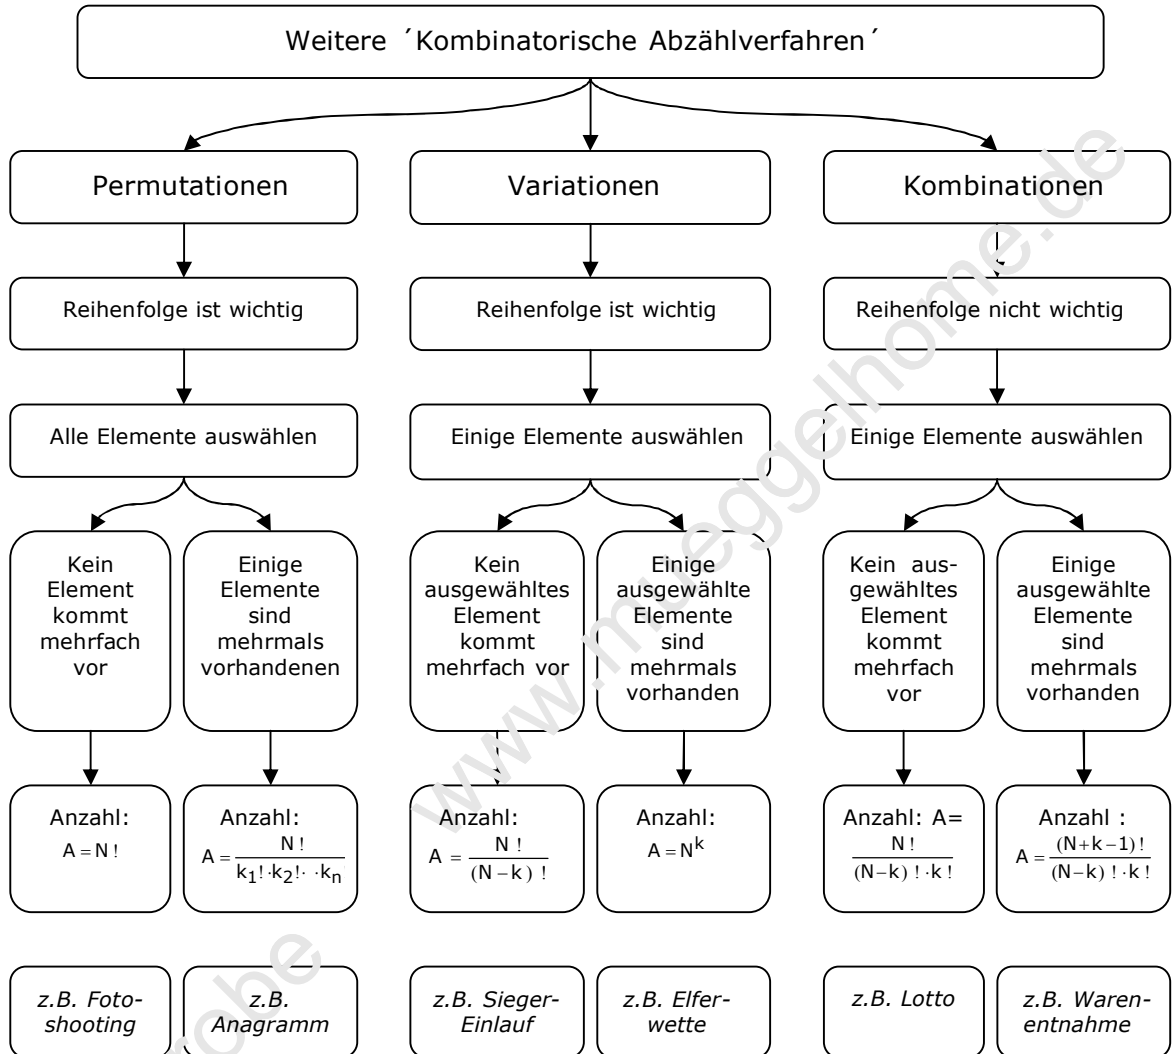 Weitere ´Kombinatorische Abzählverfahren´
Permutationen
Variationen
Kombinationen
Reihenfolge ist wichtig
Reihenfolge ist wichtig
Reihenfolge nicht wichtig
Alle Elemente auswählen
Einige Elemente auswählen
Einige Elemente auswählen
Kein
Element
kommt
mehrfach
vor
Einige
Elemente
sind
mehrmals
vorhandenen
Kein
ausgewähltes
Element
kommt
mehrfach vor
Einige
ausgewählte
Elemente
sind
mehrmals
vorhanden
Kein aus-
gewähltes
Element
kommt
mehrfach
vor
Einige
ausgewählte
Elemente
sind
mehrmals
vorhanden
Anzahl:
A = N !
Anzahl:
A = N ! / k₁! · k₂! · · kₙ
Anzahl:
A = N ! / (N − k) !
Anzahl:
A = Nᵏ
Anzahl: A=
N ! / (N−k) ! · k !
Anzahl :
A = (N+k−1) ! / (N−k) ! · k !
z.B. Foto-
shooting
z.B.
Anagramm
z.B. Sieger-
Einlauf
z.B. Elfer-
wette
z.B. Lotto
z.B. Waren-
entnahme
www.mueggelhome.de
robe